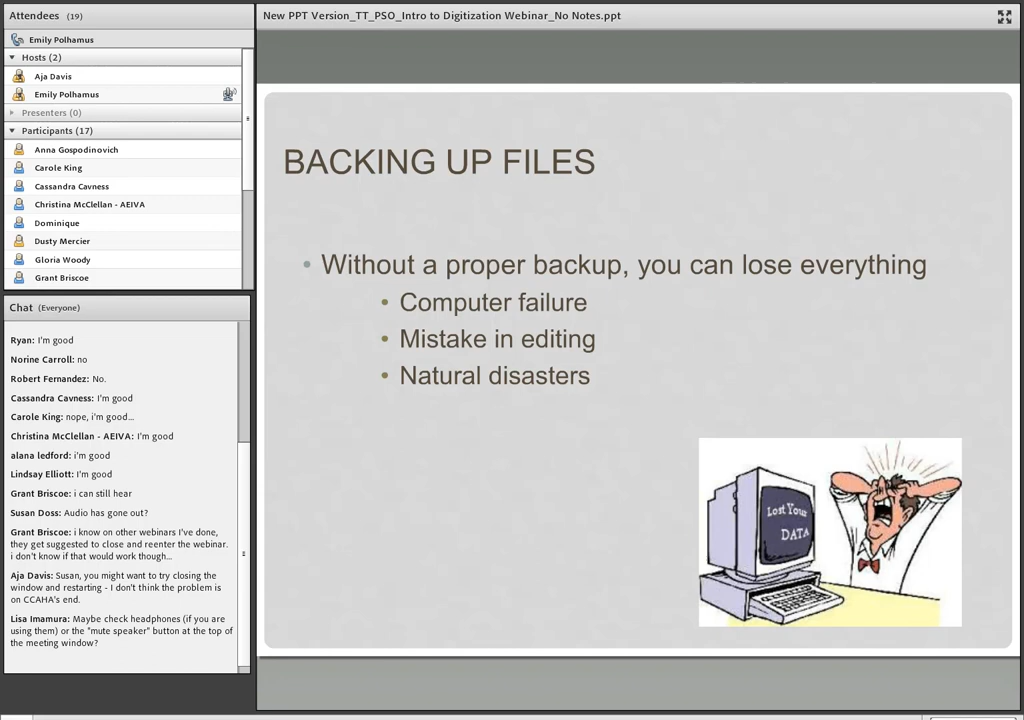 Attendees (19)
Emily Polhamus
Hosts (2)
Aja Davis
Emily Polhamus
Presenters (0)
Participants (17)
Anna Gospodinovich
Carole King
Cassandra Cavness
Christina McClellan - AEIVA
Dominique
Dusty Mercier
Gloria Woody
Grant Briscoe
Chat (Everyone)
Ryan: I'm good
Norine Carroll: no
Robert Fernandez: No.
Cassandra Cavness: I'm good
Carole King: nope, i'm good...
Christina McClellan - AEIVA: I'm good
alana ledford: i'm good
Lindsay Elliott: I'm good
Grant Briscoe: i can still hear
Susan Doss: Audio has gone out?
Grant Briscoe: i know on other webinars I've done,
they get suggested to close and reenter the webinar.
i don't know if that would work though...
Aja Davis: Susan, you might want to try closing the
window and restarting - I don't think the problem is
on CCAHA's end.
Lisa Imamura: Maybe check headphones (if you are
using them) or the "mute speaker" button at the top of
the meeting window?
New PPT Version_TT_PSO_Intro to Digitization Webinar_No Notes.ppt
BACKING UP FILES
• Without a proper backup, you can lose everything
• Computer failure
• Mistake in editing
• Natural disasters
Lost Your
DATA